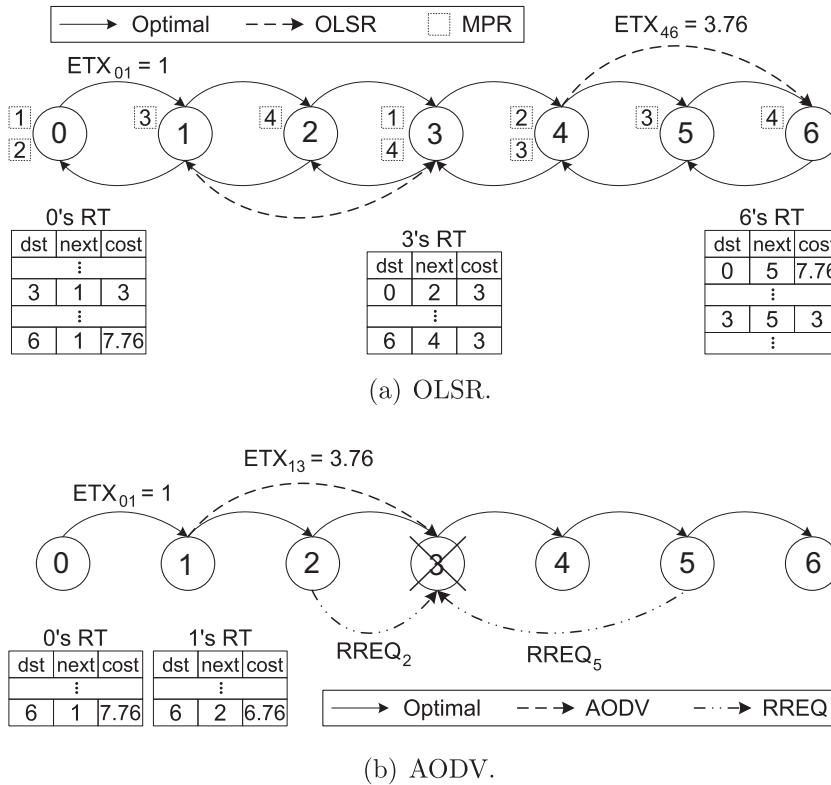 Optimal OLSR MPR
ETX01 = 1 ETX46 = 3.76
1 3 4 1 2 3 4
0 1 2 3 4 5 6
2 4 3
0's RT 3's RT 6's RT
dst next cost
⋮
3 1 3
⋮
6 1 7.76
dst next cost
0 2 3
⋮
6 4 3
dst next cost
0 5 7.76
⋮
3 5 3
⋮
(a) OLSR.
ETX13 = 3.76
ETX01 = 1
0 1 2 3 4 5 6
RREQ2 RREQ5
0's RT 1's RT
dst next cost
⋮
6 1 7.76
dst next cost
⋮
6 2 6.76
Optimal AODV RREQ
(b) AODV.